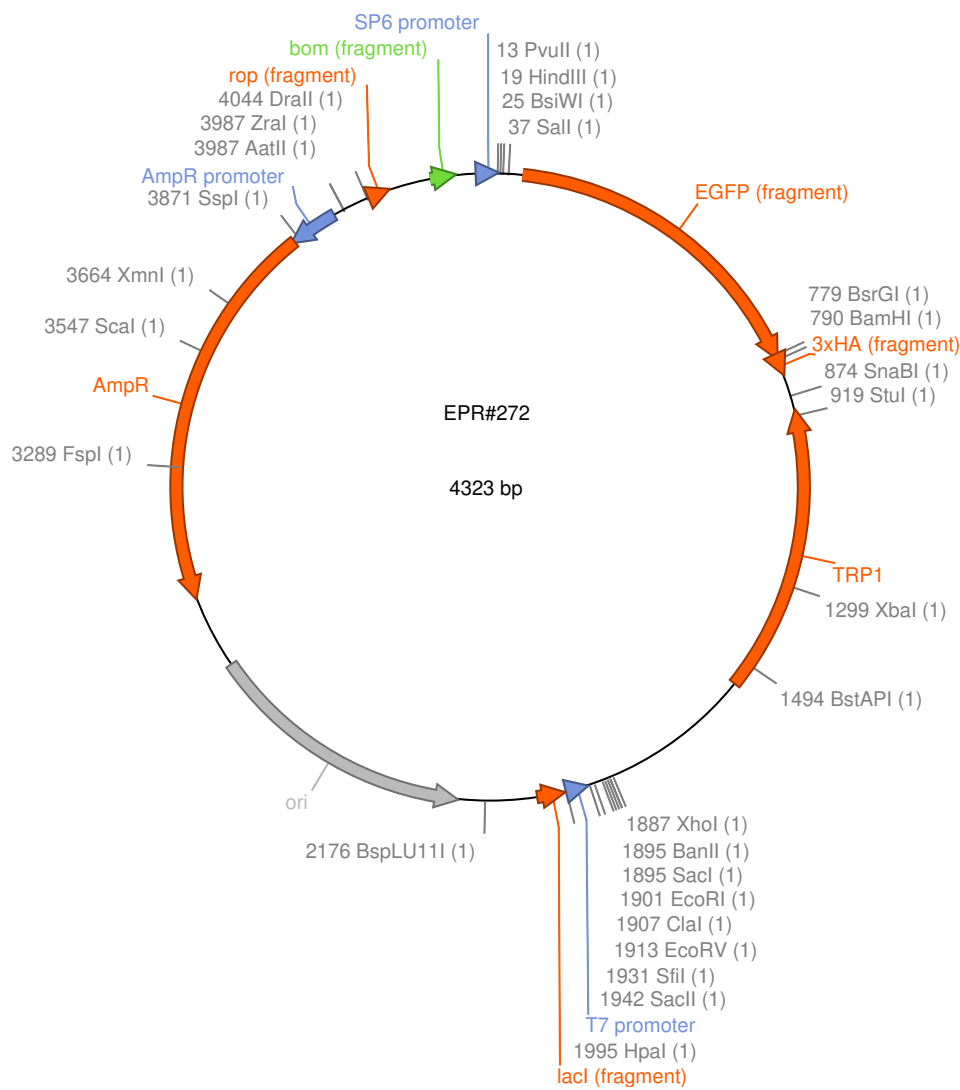 SP6 promoter
bom (fragment)
rop (fragment)
4044 DraII (1)
3987 ZraI (1)
3987 AatII (1)
AmpR promoter
3871 SspI (1)
3664 XmnI (1)
3547 ScaI (1)
AmpR
3289 FspI (1)
13 PvuII (1)
19 HindIII (1)
25 BsiWI (1)
37 SalI (1)
EGFP (fragment)
779 BsrGI (1)
790 BamHI (1)
3xHA (fragment)
874 SnaBI (1)
919 StuI (1)
EPR#272
4323 bp
TRP1
1299 XbaI (1)
1494 BstAPI (1)
ori
2176 BspLU11I (1)
1887 XhoI (1)
1895 BanII (1)
1895 SacI (1)
1901 EcoRI (1)
1907 ClaI (1)
1913 EcoRV (1)
1931 SfiI (1)
1942 SacII (1)
T7 promoter
1995 HpaI (1)
lacI (fragment)